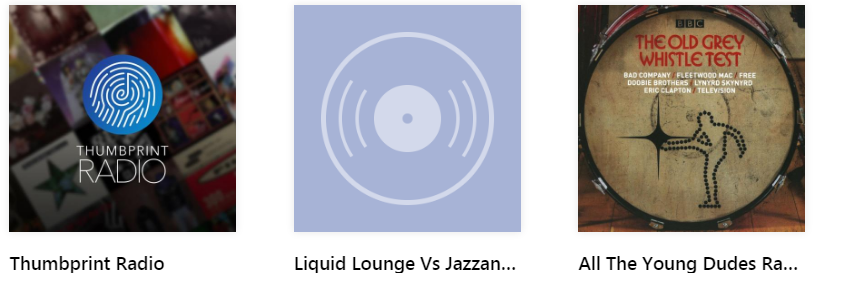 THUMBPRINT
RADIO
BBC
THE OLD GREY
WHISTLE TEST
BAD COMPANY / FLEETWOOD MAC / FREE
DOOBIE BROTHERS / LYNYRD SKYNYRD
ERIC CLAPTON / TELEVISION
Thumbprint Radio
Liquid Lounge Vs Jazzan...
All The Young Dudes Ra...